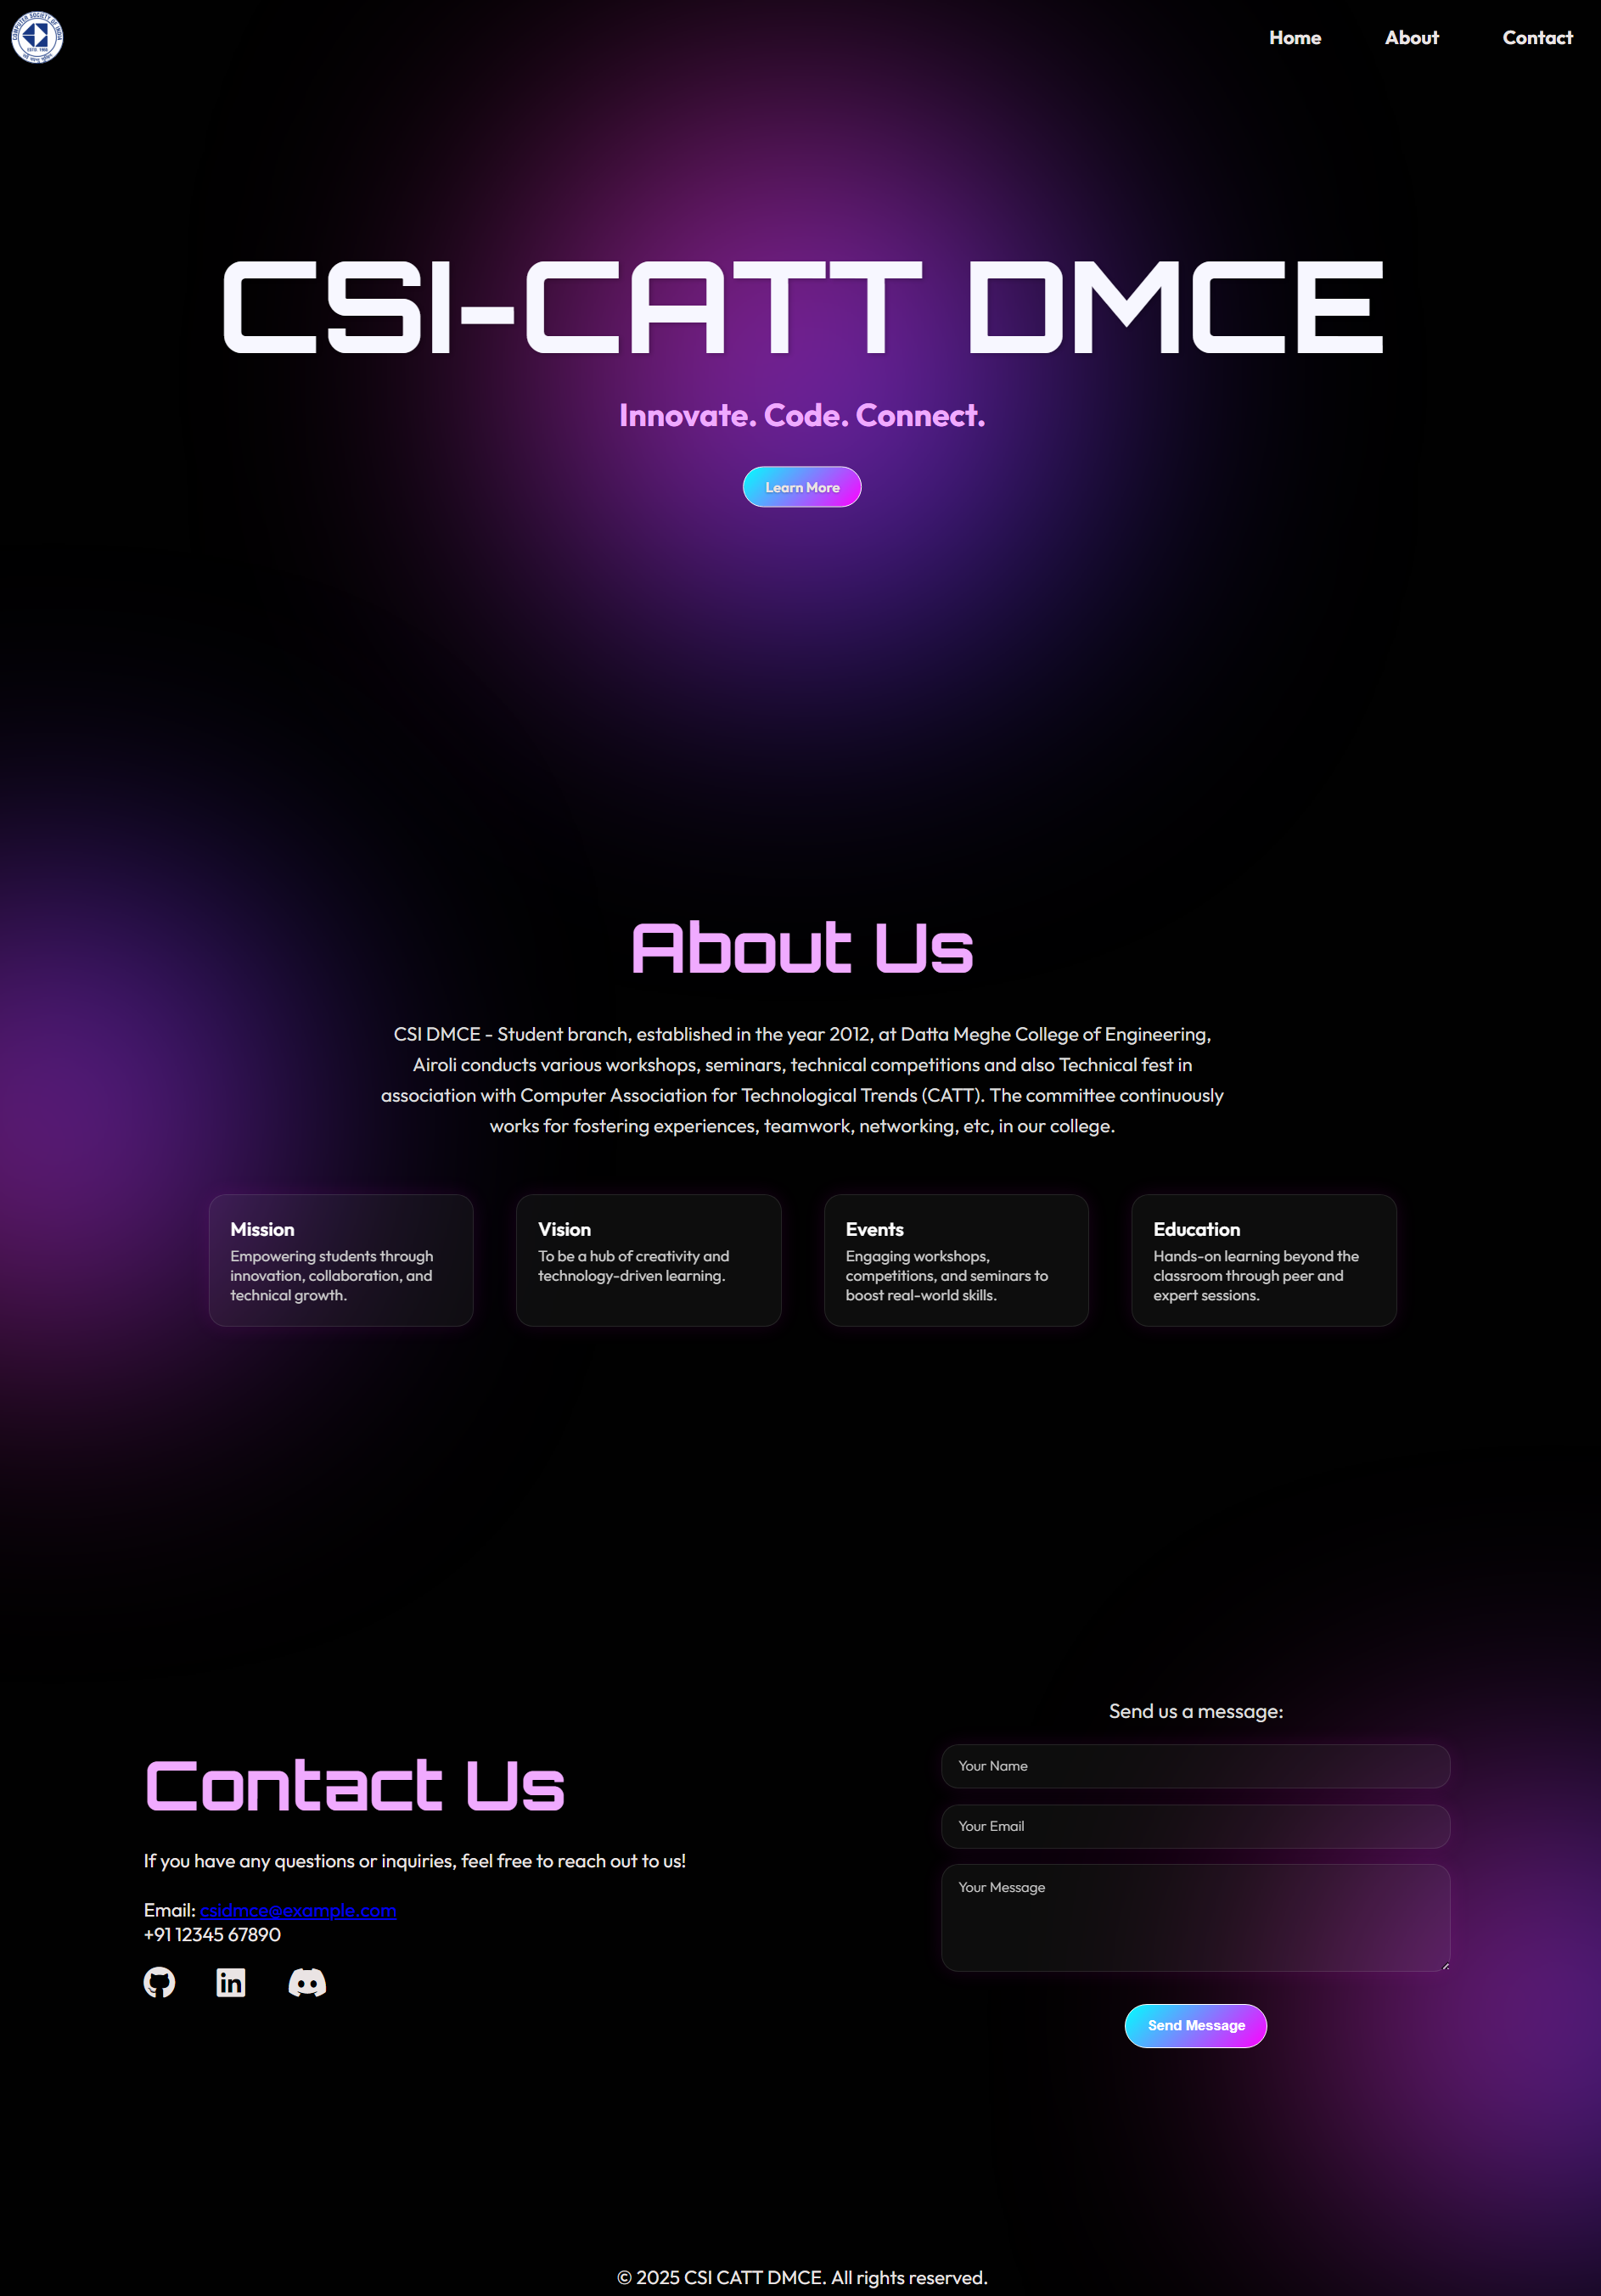 COMPUTER SOCIETY OF INDIA
ESTD 1965
Home
About
Contact
CSI-CATT DMCE
Innovate. Code. Connect.
Learn More
About Us
CSI DMCE - Student branch, established in the year 2012, at Datta Meghe College of Engineering,
Airoli conducts various workshops, seminars, technical competitions and also Technical fest in
association with Computer Association for Technological Trends (CATT). The committee continuously
works for fostering experiences, teamwork, networking, etc, in our college.
Mission
Empowering students through
innovation, collaboration, and
technical growth.
Vision
To be a hub of creativity and
technology-driven learning.
Events
Engaging workshops,
competitions, and seminars to
boost real-world skills.
Education
Hands-on learning beyond the
classroom through peer and
expert sessions.
Contact Us
If you have any questions or inquiries, feel free to reach out to us!
Email: csidmce@example.com
+91 12345 67890
Send us a message:
Your Name
Your Email
Your Message
Send Message
© 2025 CSI CATT DMCE. All rights reserved.